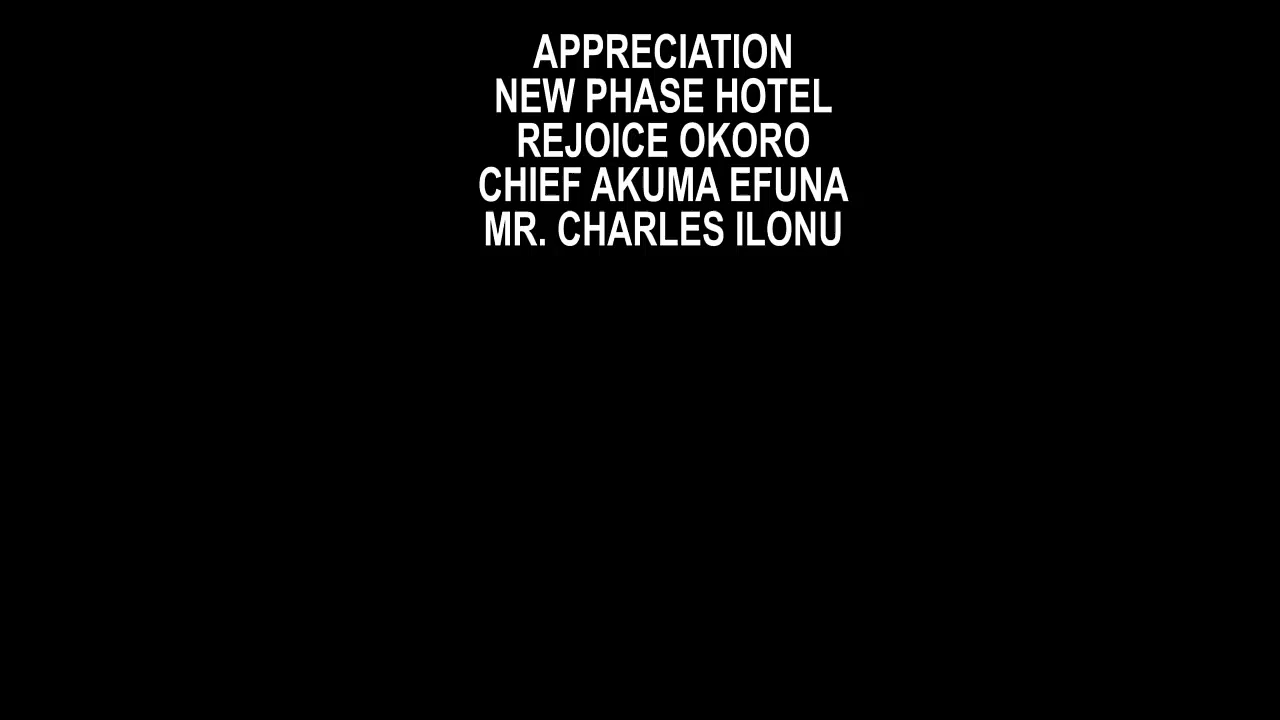 APPRECIATION
NEW PHASE HOTEL
REJOICE OKORO
CHIEF AKUMA EFUNA
MR. CHARLES ILONU